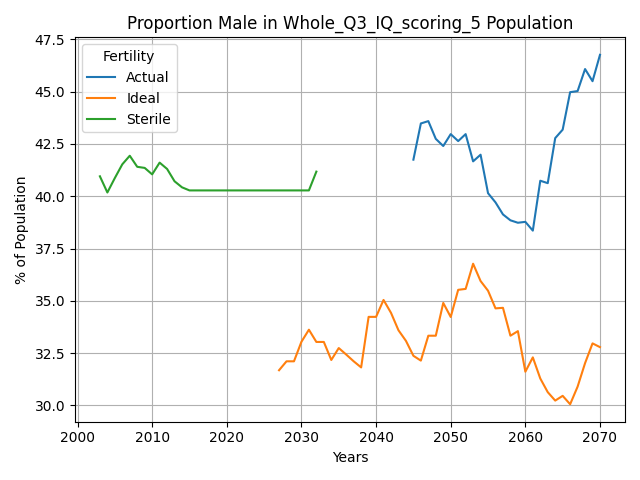 Proportion Male in Whole_Q3_IQ_scoring_5 Population
Fertility
Actual
Ideal
Sterile
% of Population
47.5
45.0
42.5
40.0
37.5
35.0
32.5
30.0
2000 2010 2020 2030 2040 2050 2060 2070
Years